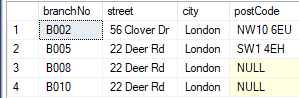 branchNo street city postCode
1 B002 56 Clover Dr London NW10 6EU
2 B005 22 Deer Rd London SW1 4EH
3 B008 22 Deer Rd London NULL
4 B010 22 Deer Rd London NULL